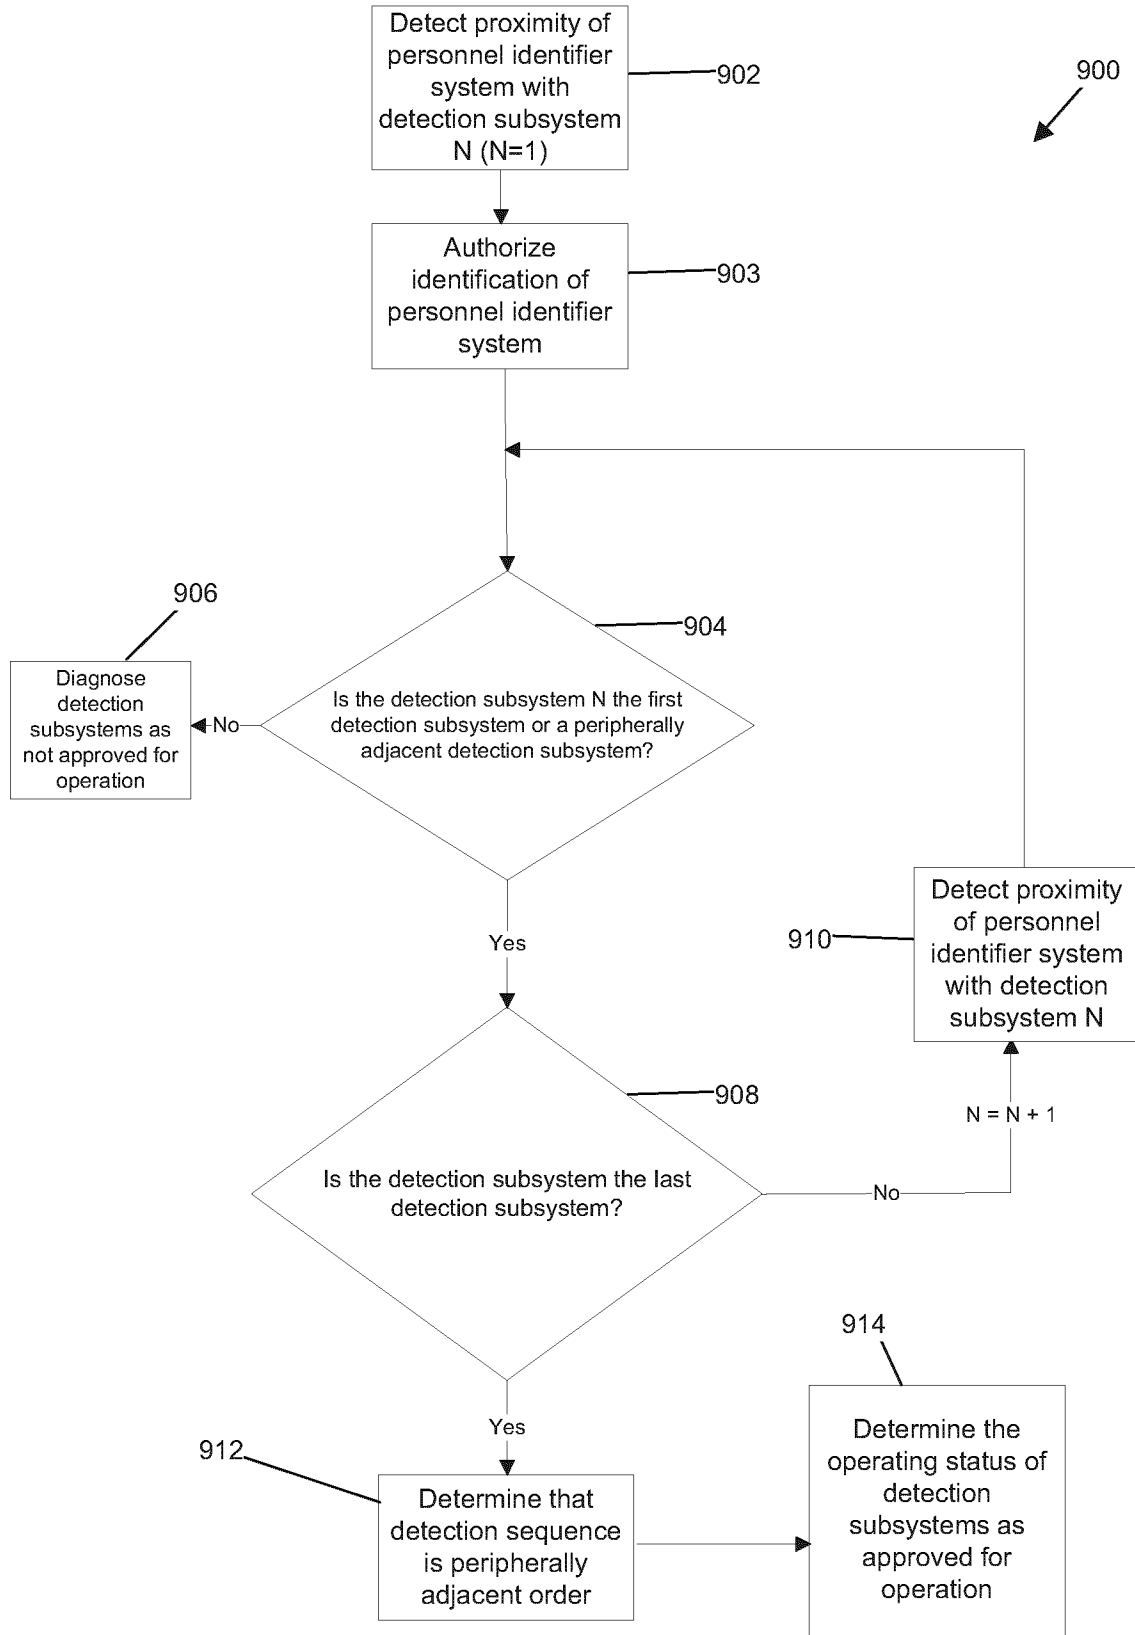 Detect proximity of
personnel identifier
system with
detection subsystem
N (N=1)
902
900
Authorize
identification of
personnel identifier
system
903
906
904
Diagnose
detection
subsystems as
not approved for
operation
No
Is the detection subsystem N the first
detection subsystem or a peripherally
adjacent detection subsystem?
Yes
910
Detect proximity
of personnel
identifier system
with detection
subsystem N
908
N = N + 1
Is the detection subsystem the last
detection subsystem?
No
Yes
914
912
Determine that
detection sequence
is peripherally
adjacent order
Determine the
operating status of
detection
subsystems as
approved for
operation